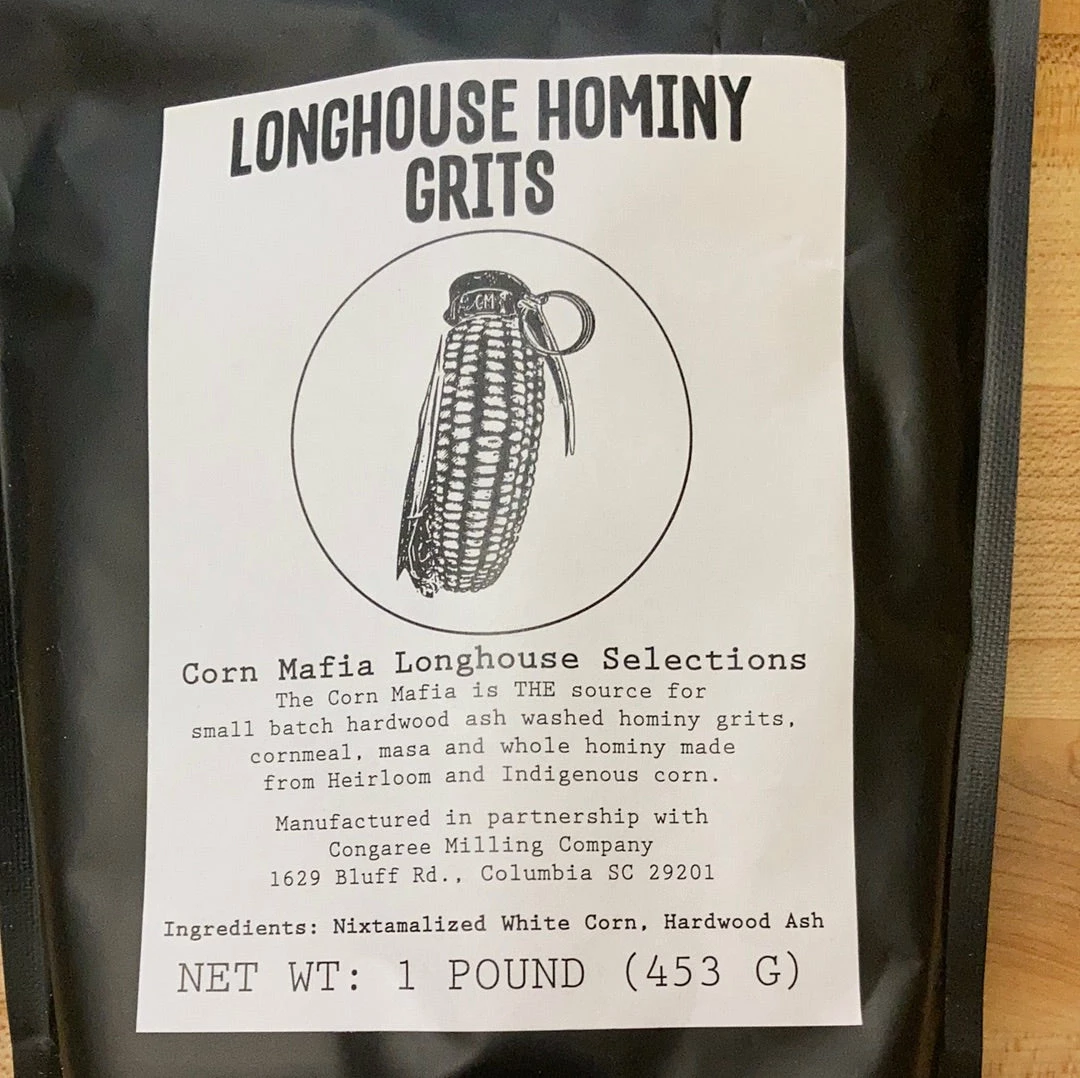 LONGHOUSE HOMINY
GRITS
CM
Corn Mafia Longhouse Selections
The Corn Mafia is THE source for
small batch hardwood ash washed hominy grits,
cornmeal, masa and whole hominy made
from Heirloom and Indigenous corn.
Manufactured in partnership with
Congaree Milling Company
1629 Bluff Rd., Columbia SC 29201
Ingredients: Nixtamalized White Corn, Hardwood Ash
NET WT: 1 POUND (453 G)